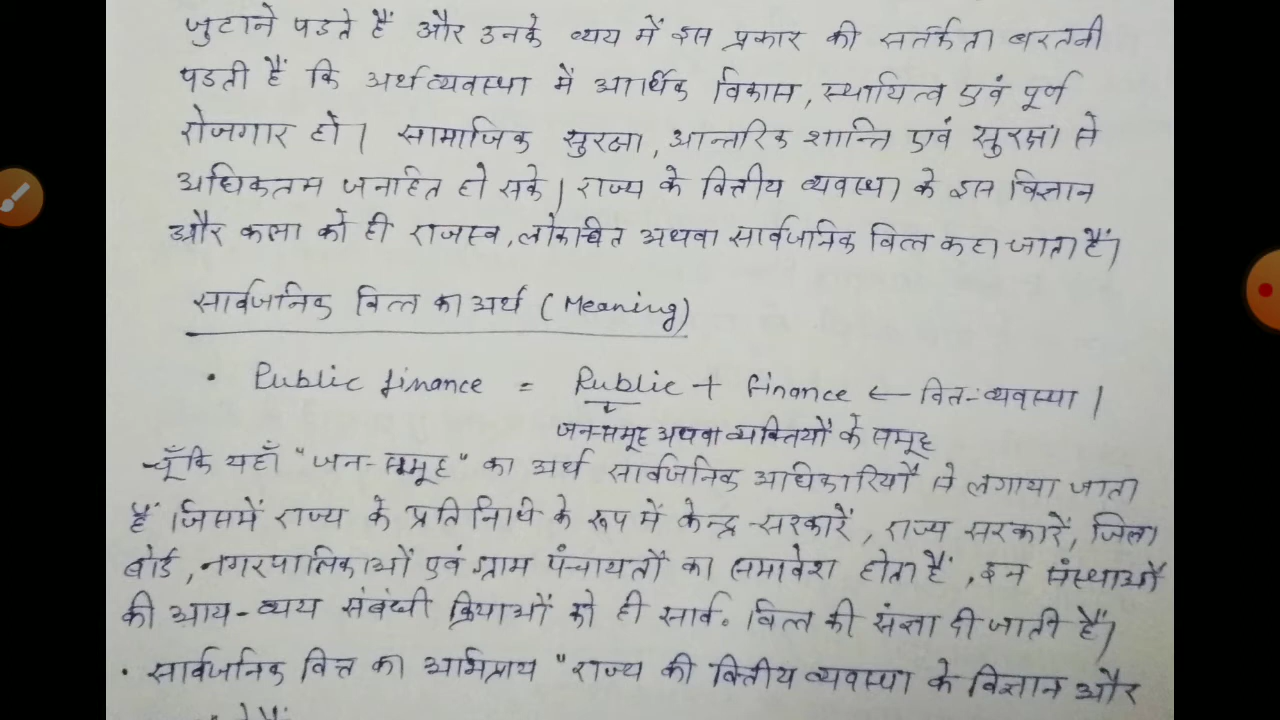 जुटाने पडते हैं और उनके व्यय में इस प्रकार की सतर्कता बरतनी
पडती हैं कि अर्थव्यवस्था में आर्थिक विकास, स्थायित्व एवं पूर्ण
रोजगार हो। सामाजिक सुरक्षा, आन्तरिक शान्ति एवं सुरक्षा से
अधिकतम जनहित हो सके। राज्य के वित्तीय व्यवस्था के इस विज्ञान
और कला को ही राजस्व, लोकवित्त अथवा सार्वजनिक वित्त कहा जाता हैं।
सार्वजनिक वित्त का अर्थ (Meaning)
• Public finance = Public + finance ← वित्त-व्यवस्था।
जनसमूह अथवा व्यक्तियों के समूह
चूँकि यहाँ "जन-समूह" का अर्थ सार्वजनिक अधिकारियों से लगाया जाता
हैं जिसमें राज्य के प्रतिनिधि के रूप में केन्द्र सरकारें, राज्य सरकारें, जिला
बोर्ड, नगरपालिकाओं एवं ग्राम पंचायतों का समावेश होता हैं, इन संस्थाओं
की आय-व्यय संबंधी क्रियाओं को ही सार्व. वित्त की संज्ञा दी जाती हैं।
• सार्वजनिक वित्त का अभिप्राय "राज्य की वित्तीय व्यवस्था के विज्ञान और